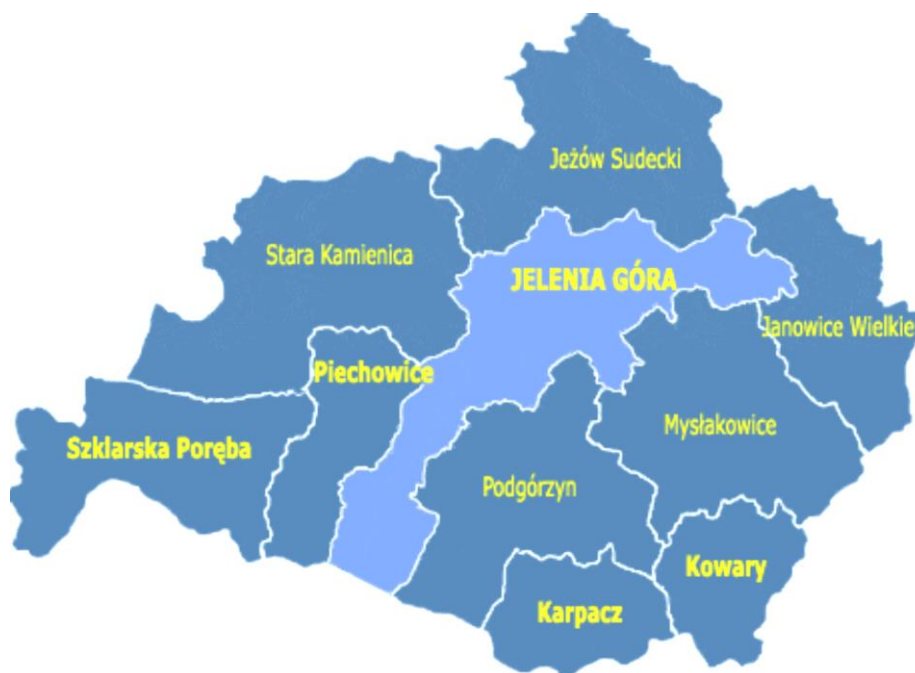 Jeżów Sudecki
Stara Kamienica
JELENIA GÓRA
Janowice Wielkie
Piechowice
Szklarska Poręba
Mysłakowice
Podgórzyn
Kowary
Karpacz